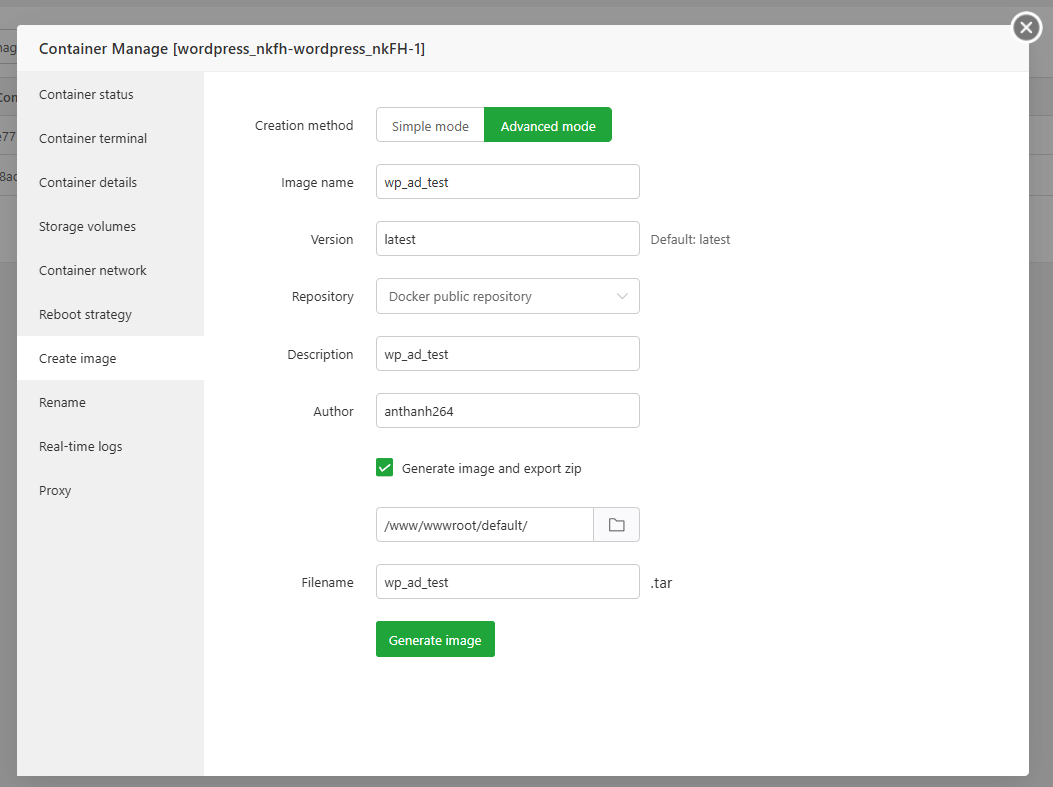 Container Manage [wordpress_nkfh-wordpress_nkFH-1]
Container status
Container terminal
Container details
Storage volumes
Container network
Reboot strategy
Create image
Rename
Real-time logs
Proxy
Creation method Simple mode Advanced mode
Image name wp_ad_test
Version latest Default: latest
Repository Docker public repository
Description wp_ad_test
Author anthanh264
Generate image and export zip
/www/wwwroot/default/
Filename wp_ad_test .tar
Generate image